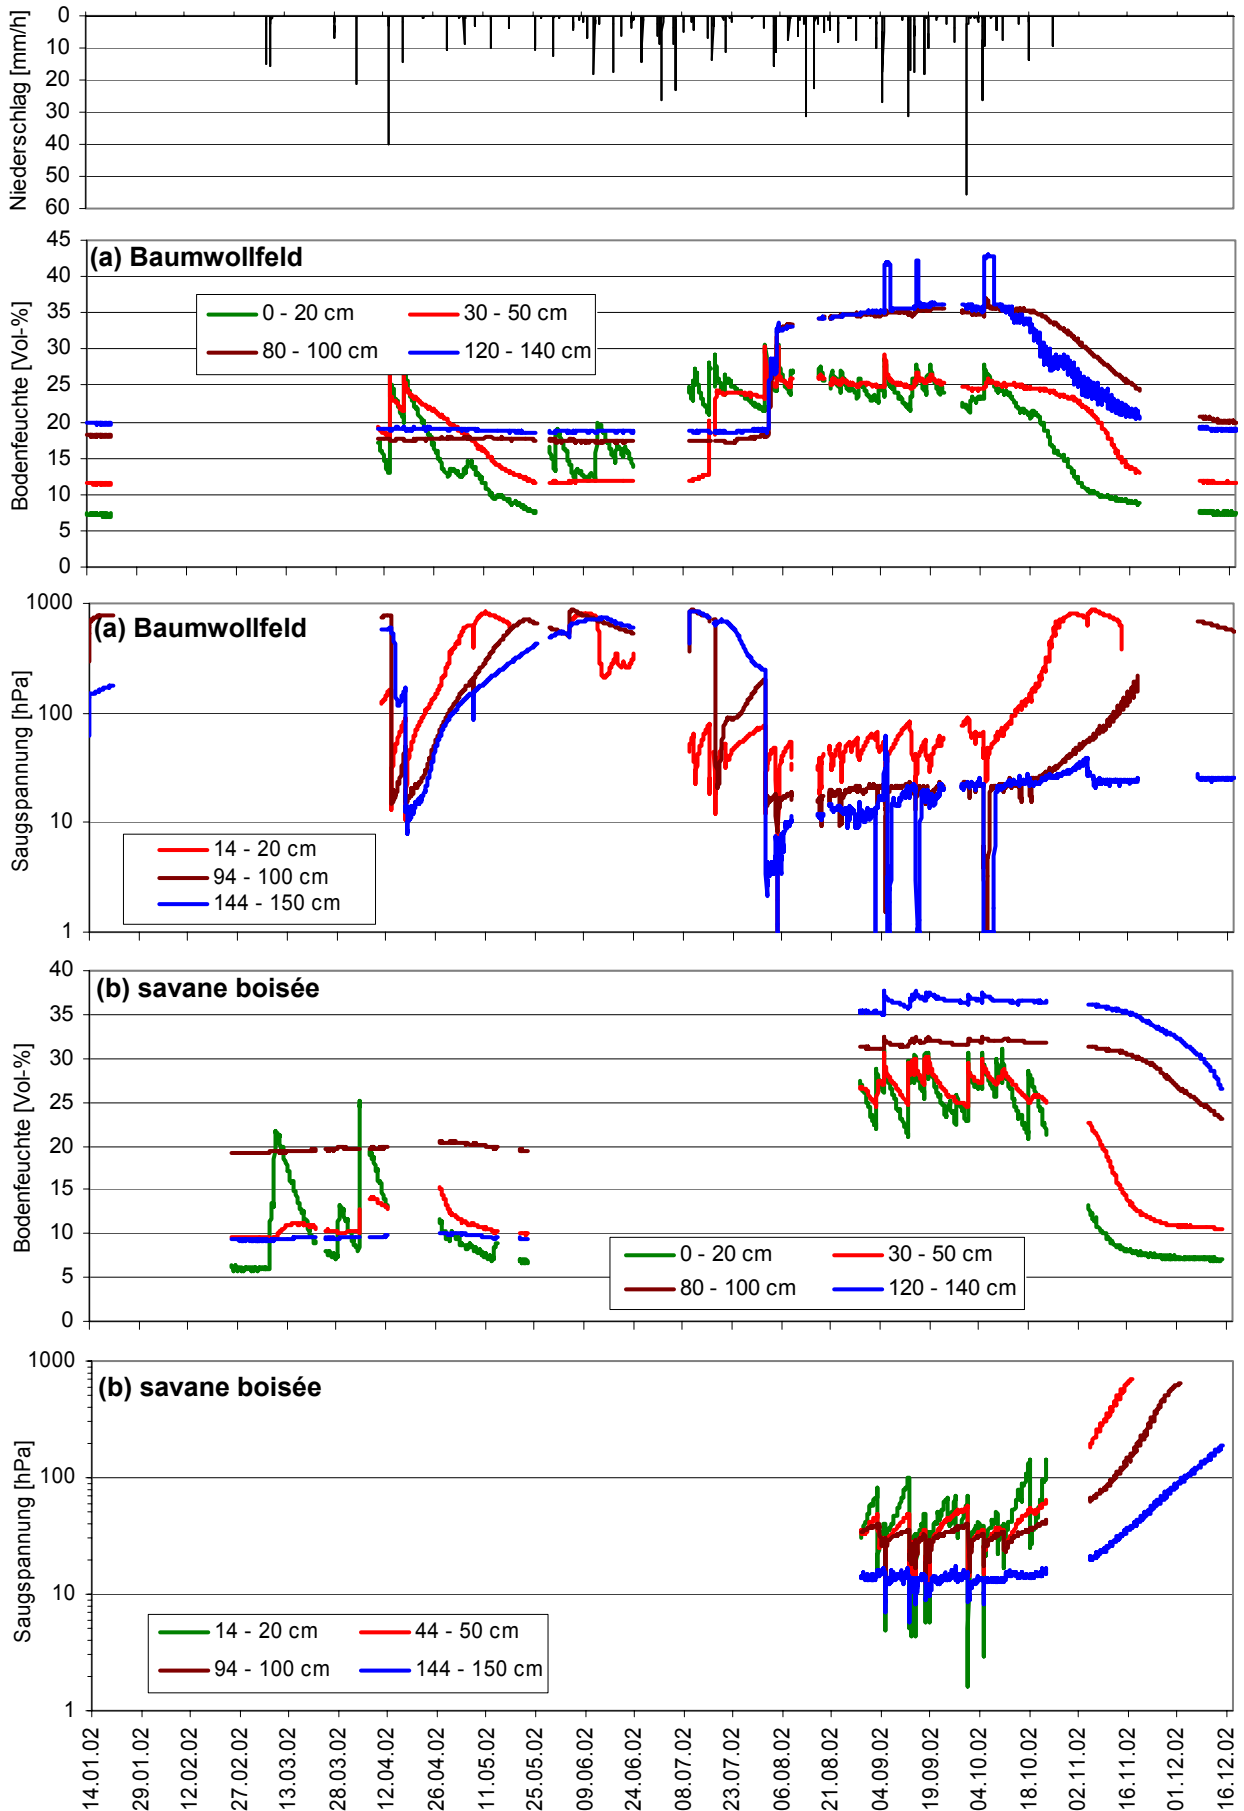 Niederschlag [mm/h]
0
10
20
30
40
50
60
(a) Baumwollfeld
Bodenfeuchte [Vol-%]
45
40
35
30
25
20
15
10
5
0
0 - 20 cm
30 - 50 cm
80 - 100 cm
120 - 140 cm
(a) Baumwollfeld
Saugspannung [hPa]
1000
100
10
1
14 - 20 cm
94 - 100 cm
144 - 150 cm
(b) savane boisée
Bodenfeuchte [Vol-%]
40
35
30
25
20
15
10
5
0
0 - 20 cm
30 - 50 cm
80 - 100 cm
120 - 140 cm
(b) savane boisée
Saugspannung [hPa]
1000
100
10
1
14 - 20 cm
44 - 50 cm
94 - 100 cm
144 - 150 cm
14.01.02
29.01.02
12.02.02
27.02.02
13.03.02
28.03.02
12.04.02
26.04.02
11.05.02
25.05.02
09.06.02
24.06.02
08.07.02
23.07.02
06.08.02
21.08.02
04.09.02
19.09.02
04.10.02
18.10.02
02.11.02
16.11.02
01.12.02
16.12.02